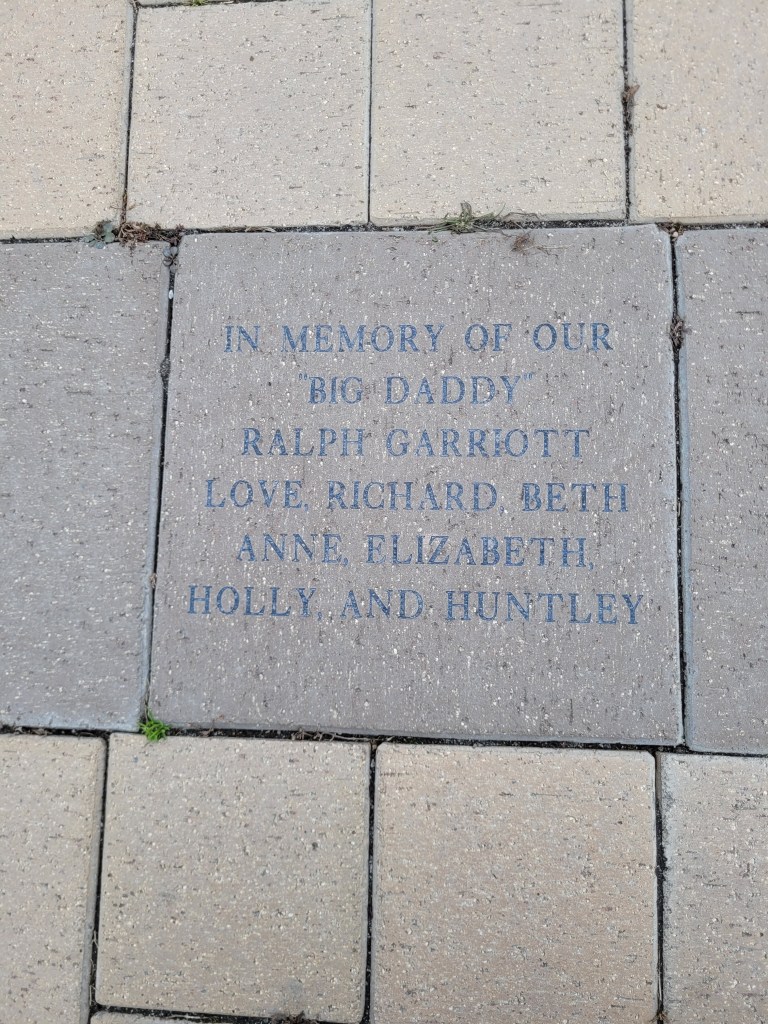 IN MEMORY OF OUR
"BIG DADDY"
RALPH GARRIOTT
LOVE, RICHARD, BETH
ANNE, ELIZABETH,
HOLLY, AND HUNTLEY